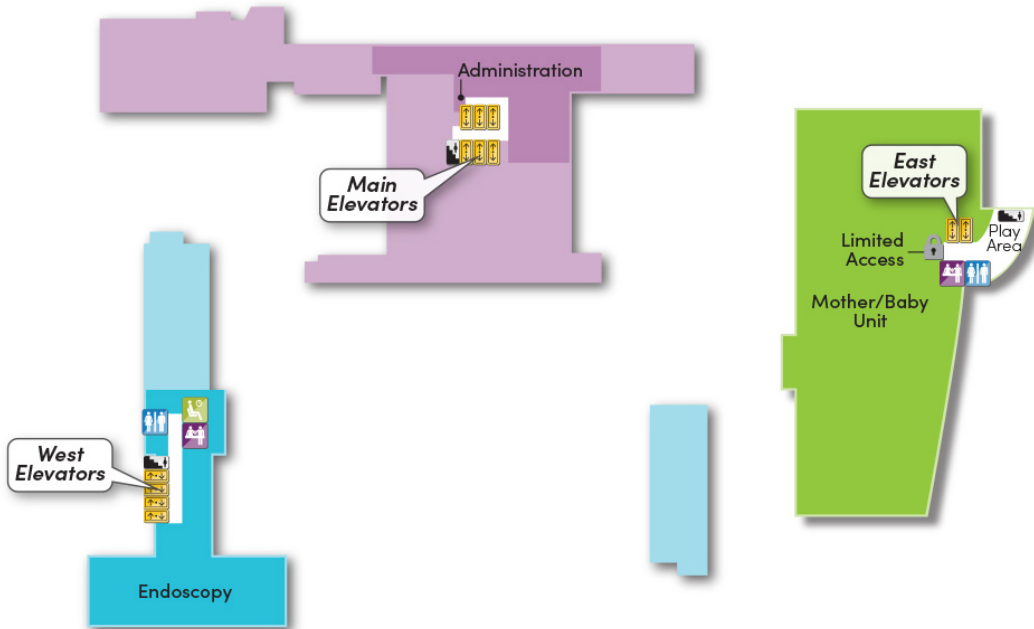 Administration
Main
Elevators
East
Elevators
Play
Area
Limited
Access
Mother/Baby
Unit
West
Elevators
Endoscopy